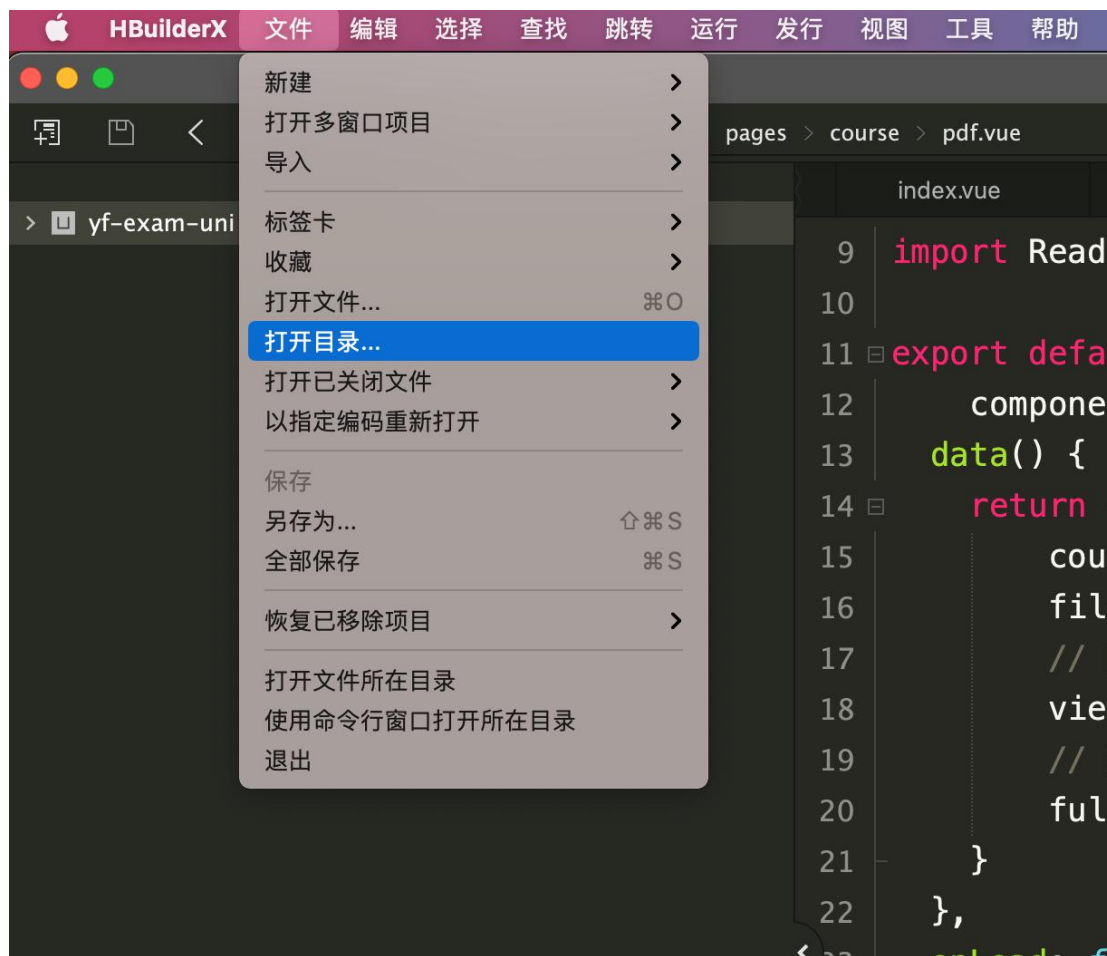 HBuilderX 文件 编辑 选择 查找 跳转 运行 发行 视图 工具 帮助
新建
打开多窗口项目
导入
标签卡
收藏
打开文件... ⌘O
打开目录...
打开已关闭文件
以指定编码重新打开
保存
另存为... ⇧⌘S
全部保存 ⌘S
恢复已移除项目
打开文件所在目录
使用命令行窗口打开所在目录
退出
yf-exam-uni
pages > course > pdf.vue
index.vue
9 import Read
10
11 export defa
12 compone
13 data() {
14 return
15 cou
16 fil
17 //
18 vie
19 //
20 ful
21 }
22 },